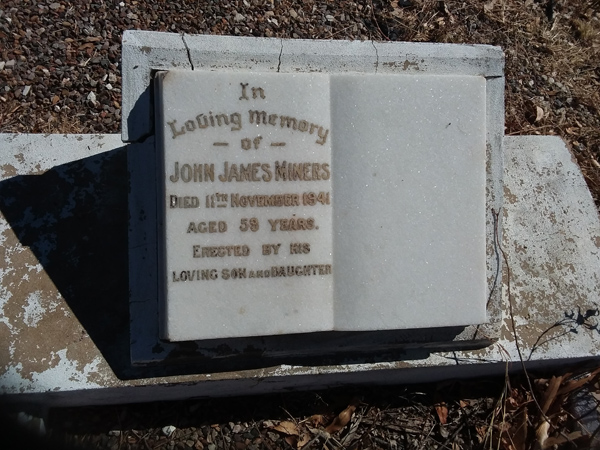 In
Loving Memory
— of —
JOHN JAMES MINERS
DIED 11TH NOVEMBER 1941
AGED 59 YEARS.
ERECTED BY HIS
LOVING SON AND DAUGHTER